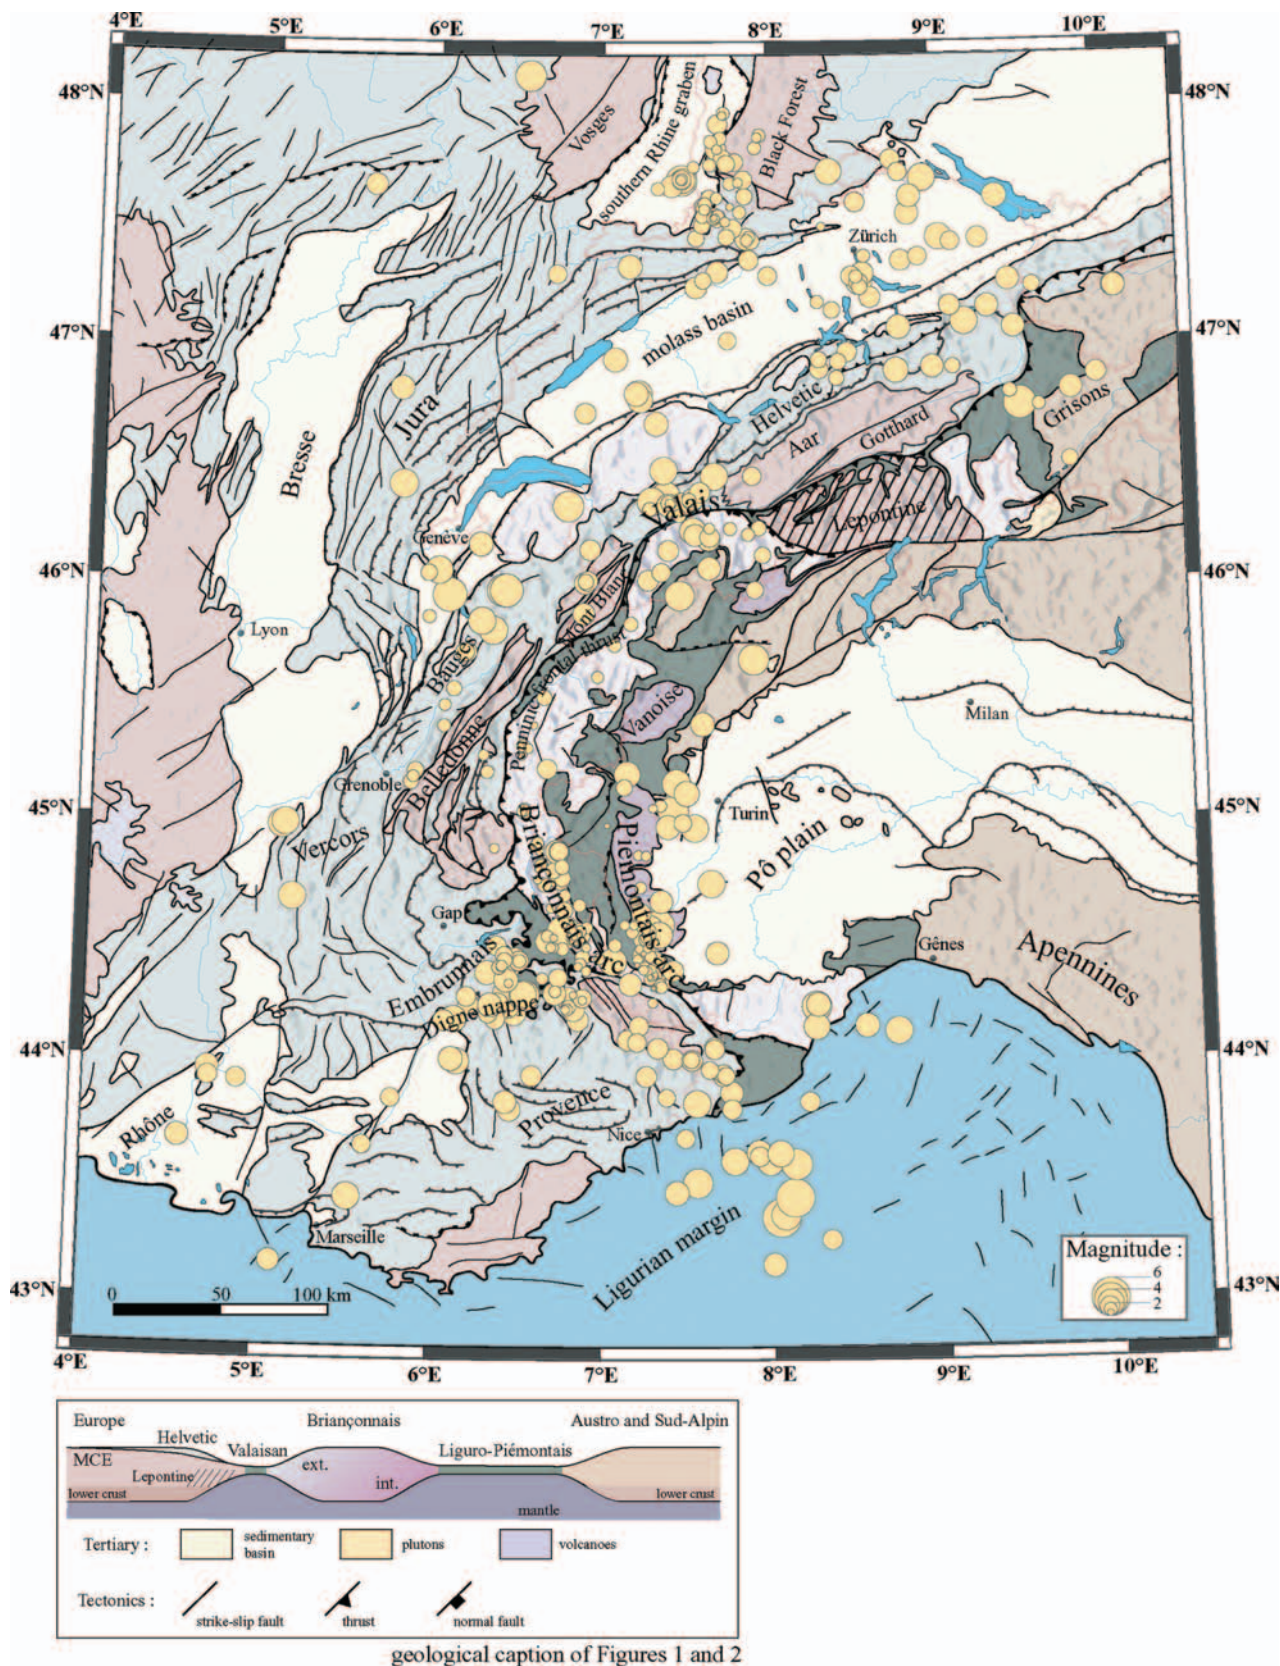 4°E 5°E 6°E 7°E 8°E 9°E 10°E
48°N 48°N
Vosges
southern Rhine graben
Black Forest
Zürich
47°N 47°N
molass basin
Jura
Helvetic
Aar
Gotthard
Grisons
Bresse
Valais
Lepontine
Genève
46°N 46°N
Mont Blanc
Lyon
Bauges
Penninic frontal thrust
Vanoise
Milan
Belledonne
Grenoble
45°N 45°N
Turin
Vercors
Briançonnais arc
Piemontais arc
Pô plain
Gap
Gênes
Apennines
Embrunnais
Digne nappe
44°N 44°N
Provence
Rhône
Nice
Marseille
Ligurian margin
Magnitude :
6
4
2
43°N 43°N
0 50 100 km
4°E 5°E 6°E 7°E 8°E 9°E 10°E
Europe Briançonnais Austro and Sud-Alpin
Helvetic Valaisan Liguro-Piémontais
MCE ext.
Lepontine int.
lower crust lower crust
mantle
Tertiary : sedimentary basin plutons volcanoes
Tectonics :
strike-slip fault thrust normal fault
geological caption of Figures 1 and 2